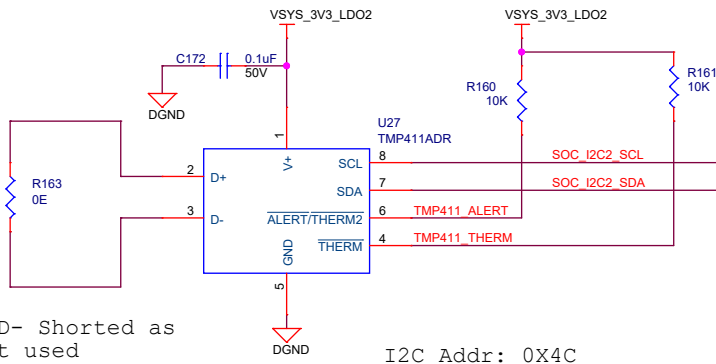 VSYS_3V3_LDO2
VSYS_3V3_LDO2
C172
0.1uF
50V
DGND
R160
10K
R161
10K
U27
TMP411ADR
1
V+
R163
0E
2
D+
3
D-
SCL
8
SOC_I2C2_SCL
SDA
7
SOC_I2C2_SDA
ALERT/THERM2
6
TMP411_ALERT
THERM
4
TMP411_THERM
GND
5
DGND
D- Shorted as
used
I2C Addr: 0X4C